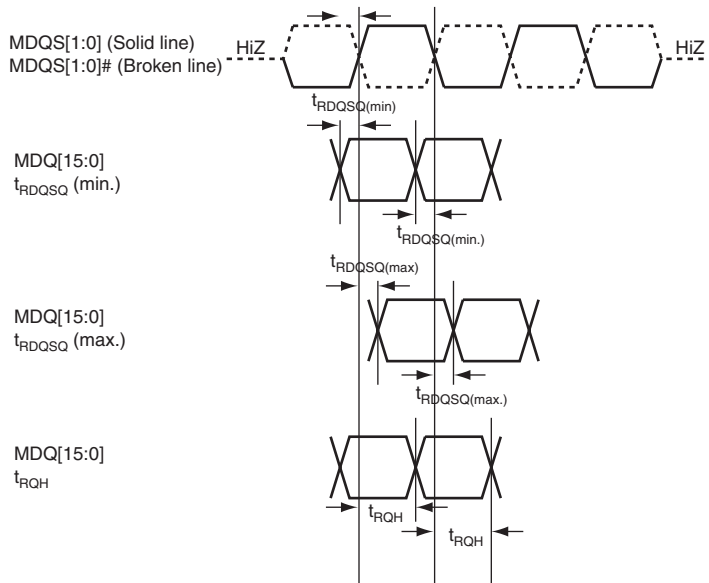 MDQS[1:0] (Solid line)
MDQS[1:0]# (Broken line)
HiZ
HiZ
tRDQSQ(min)
MDQ[15:0]
tRDQSQ (min.)
tRDQSQ(min.)
tRDQSQ(max)
MDQ[15:0]
tRDQSQ (max.)
tRDQSQ(max.)
MDQ[15:0]
tRQH
tRQH
tRQH